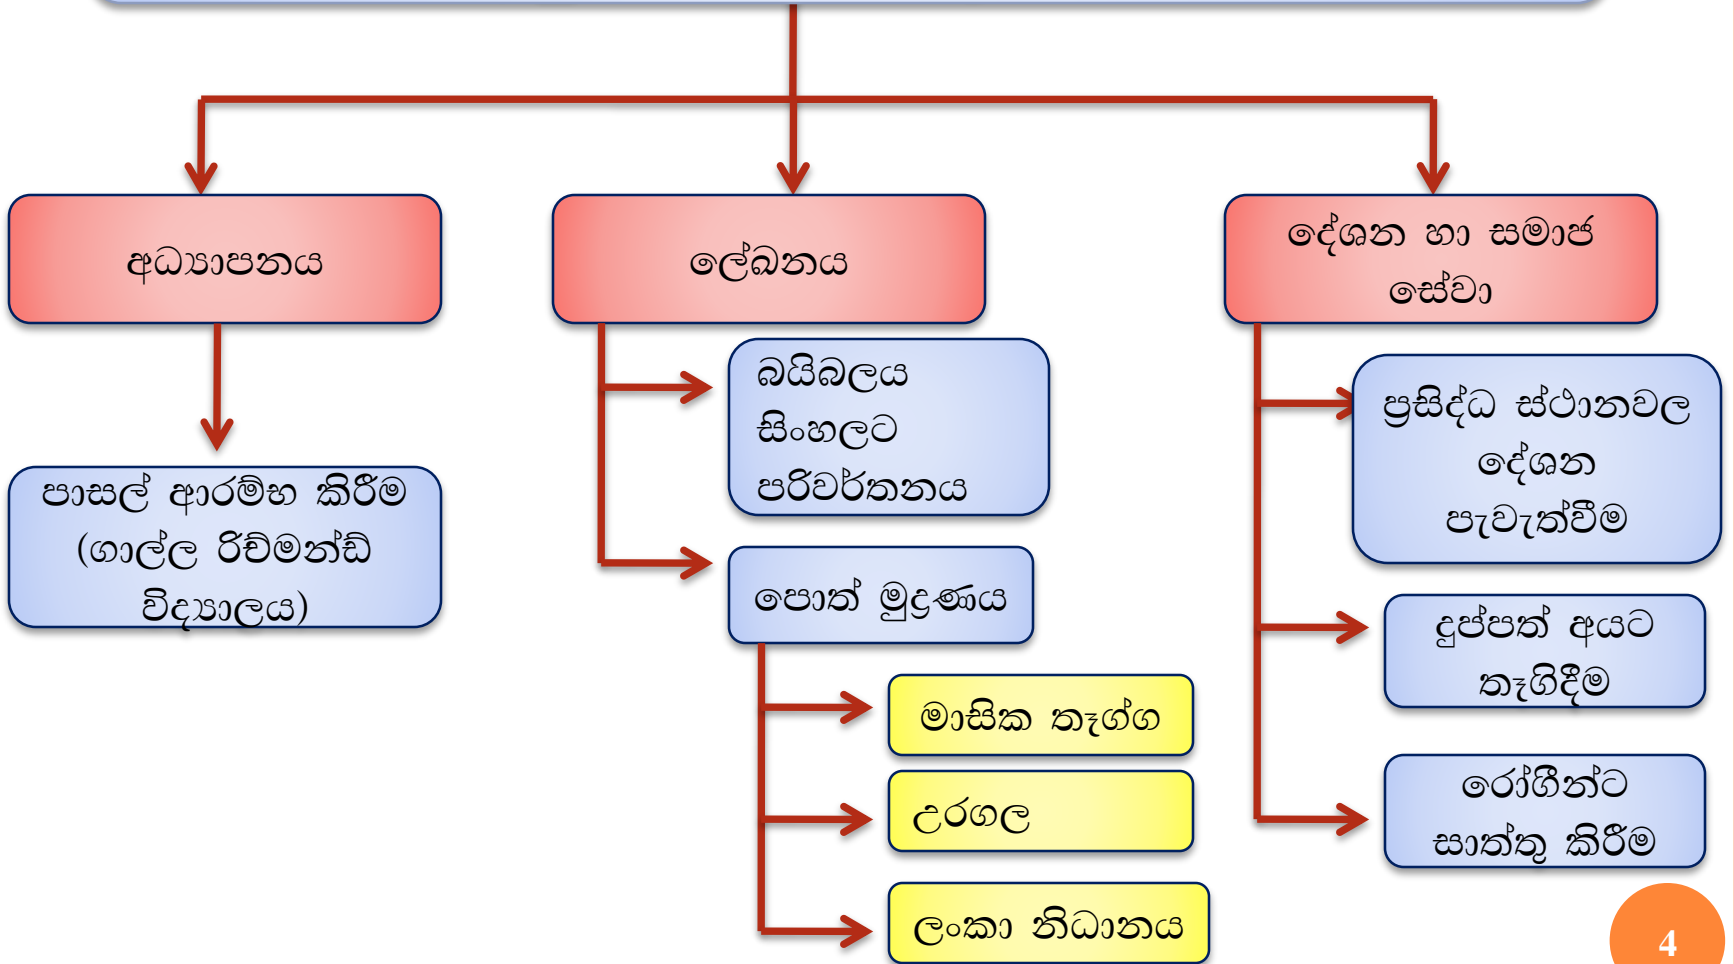 අධ්‍යාපනය
පාසල් ආරම්භ කිරීම
(ගාල්ල රිච්මන්ඩ්
විද්‍යාලය)
ලේඛනය
බයිබලය
සිංහලට
පරිවර්තනය
පොත් මුද්‍රණය
මාසික තෑග්ග
උරගල
ලංකා නිධානය
දේශන හා සමාජ
සේවා
ප්‍රසිද්ධ ස්ථානවල
දේශන
පැවැත්වීම
දුප්පත් අයට
තෑගිදීම
රෝගීන්ට
සාත්තු කිරීම
4